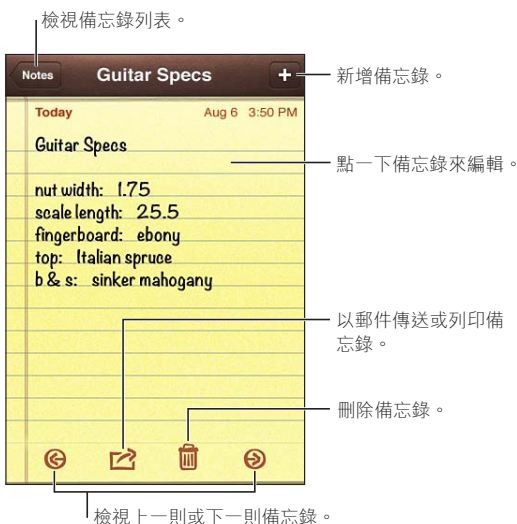 檢視備忘錄列表。
Notes
Guitar Specs
+
新增備忘錄。
Today
Aug 6 3:50 PM
Guitar Specs
點一下備忘錄來編輯。
nut width: 1.75
scale length: 25.5
fingerboard: ebony
top: Italian spruce
b & s: sinker mahogany
以郵件傳送或列印備
忘錄。
刪除備忘錄。
檢視上一則或下一則備忘錄。